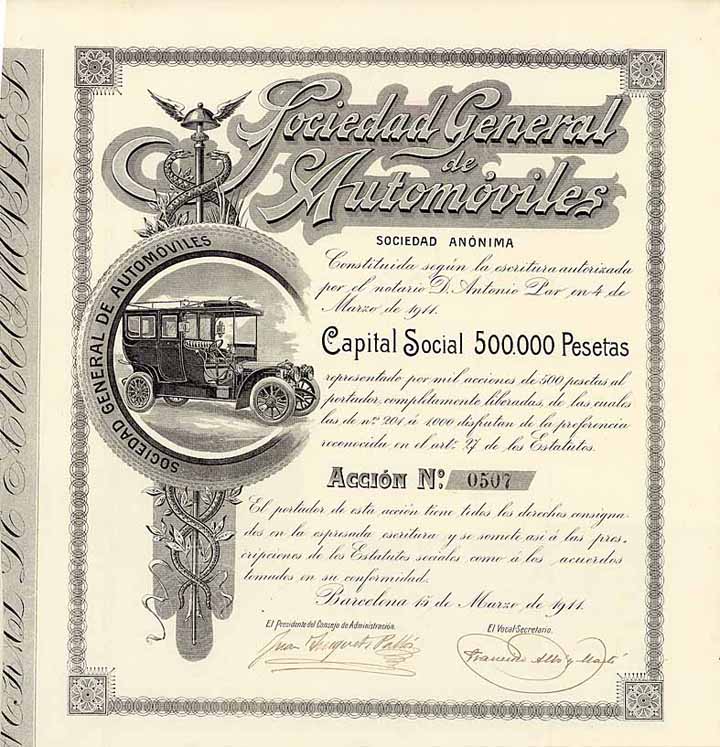 Sociedad General
de
Automóviles
SOCIEDAD ANÓNIMA
Constituida según la escritura autorizada
por el notario D. Antonio Par en 4 de
Marzo de 1911.
SOCIEDAD GENERAL DE AUTOMÓVILES
Capital Social 500.000 Pesetas
representado por mil acciones de 500 pesetas al
portador, completamente liberadas, de las cuales
las de nos. 201 á 1000 disfrutan de la preferencia
reconocida en el artº. 27 de los Estatutos.
ACCIÓN Nº. 0507
El portador de esta acción tiene todos los derechos consigna-
dos en la espresada escritura y se somete así á las pres-
cripciones de los Estatutos sociales como á los acuerdos
tomados en su conformidad.
Barcelona 15 de Marzo de 1911.
El Presidente del Consejo de Administración.
El Vocal-Secretario.
Juan
Francisco